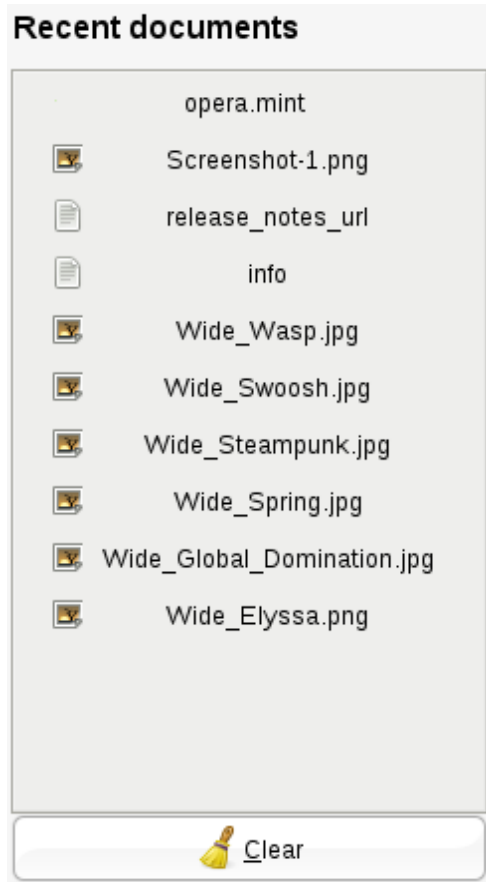 Recent documents
opera.mint
Screenshot-1.png
release_notes_url
info
Wide_Wasp.jpg
Wide_Swoosh.jpg
Wide_Steampunk.jpg
Wide_Spring.jpg
Wide_Global_Domination.jpg
Wide_Elyssa.png
Clear